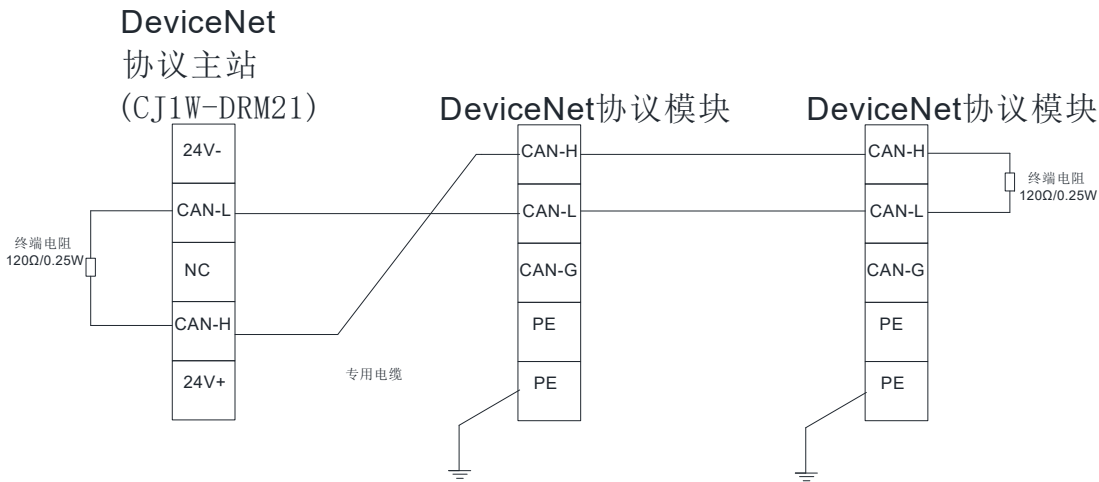 DeviceNet
协议主站
(CJ1W-DRM21)
DeviceNet协议模块
DeviceNet协议模块
24V-
CAN-L
NC
CAN-H
24V+
终端电阻
120Ω/0.25W
专用电缆
CAN-H
CAN-L
CAN-G
PE
PE
CAN-H
CAN-L
CAN-G
PE
PE
终端电阻
120Ω/0.25W